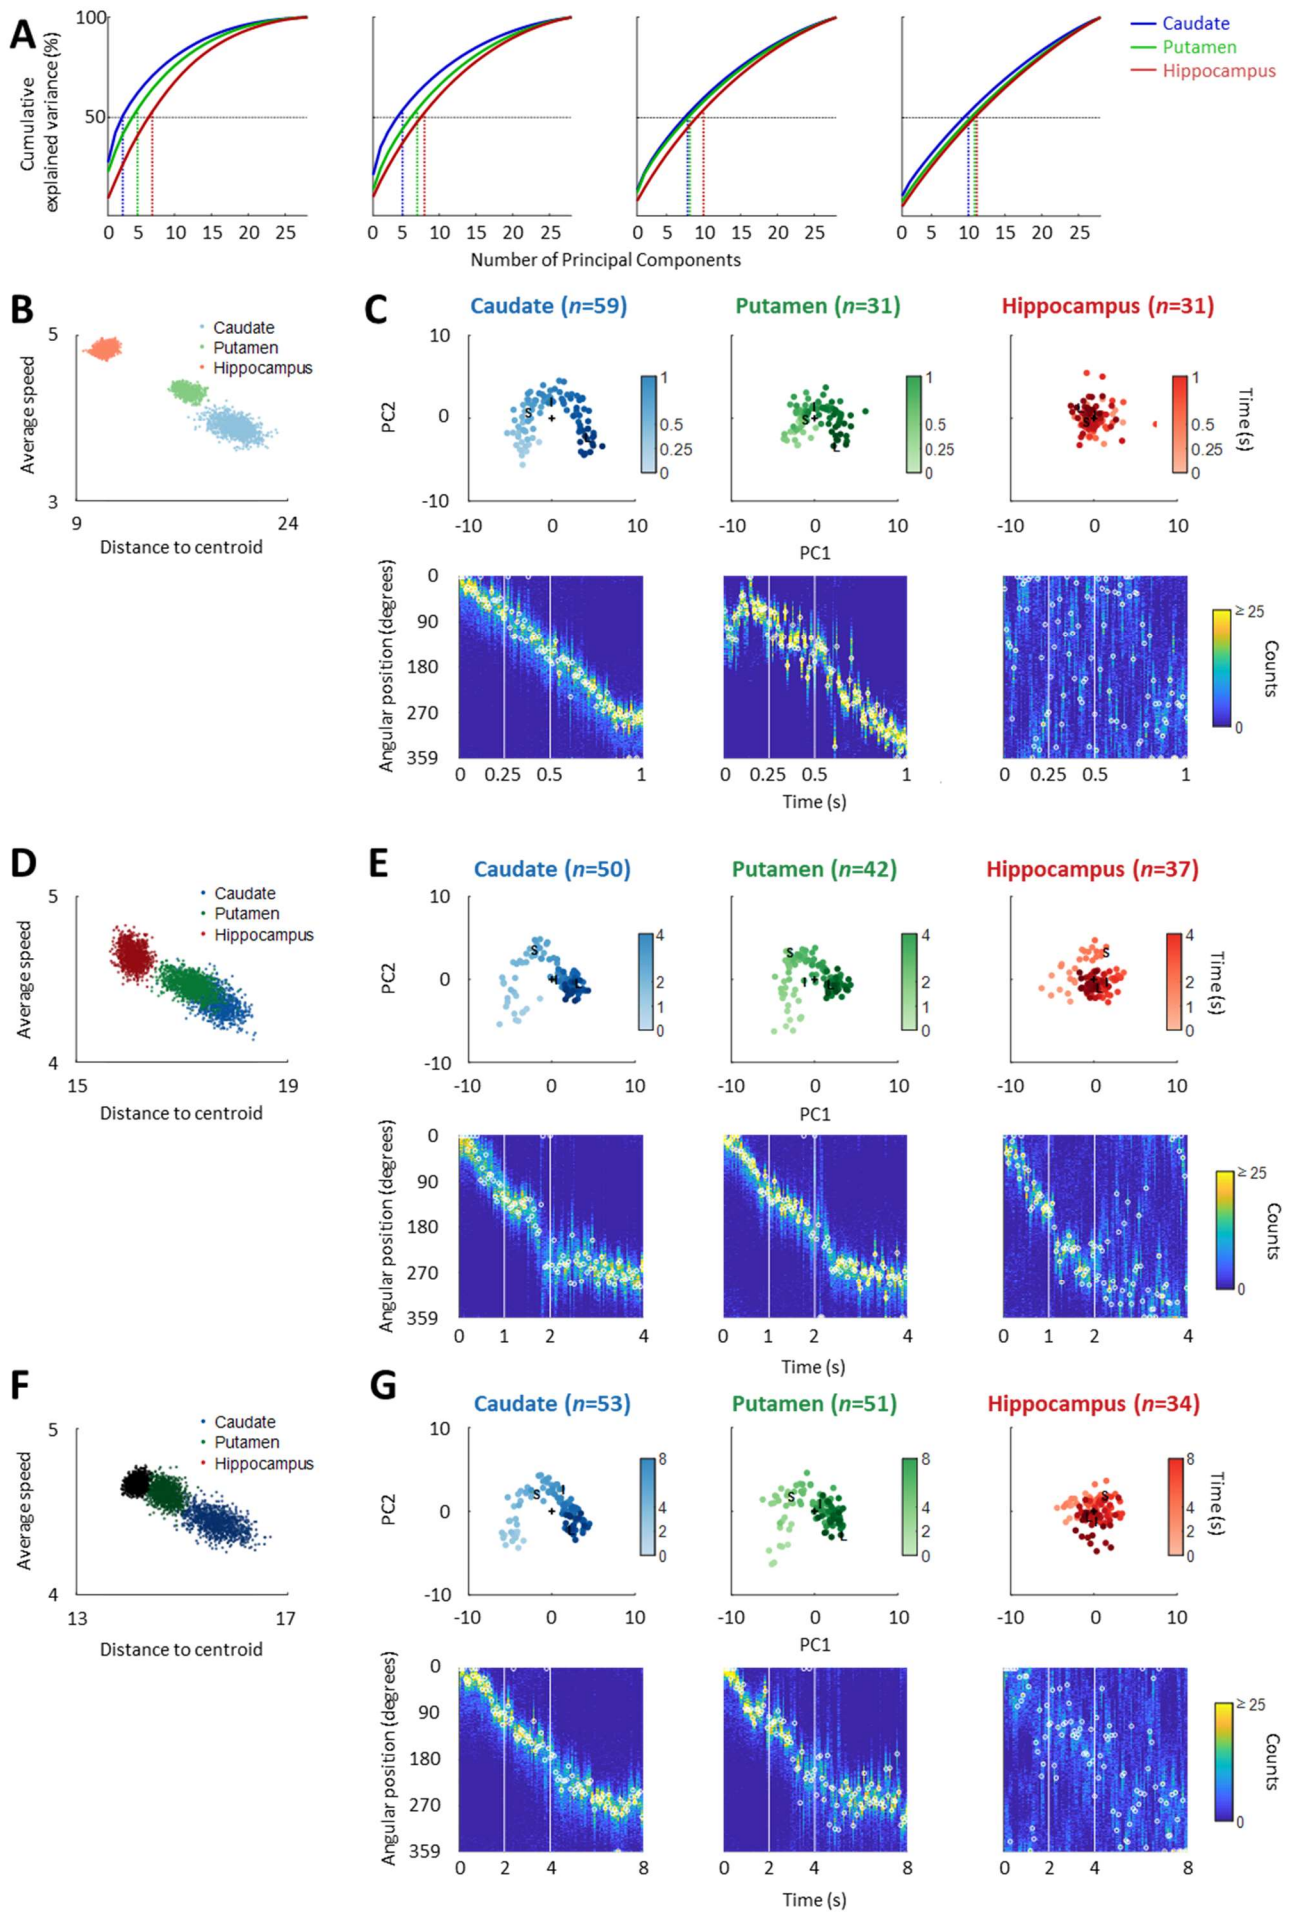 A
Cumulative
explained variance (%)
100
50
0 5 10 15 20 25
0 5 10 15 20 25
0 5 10 15 20 25
0 5 10 15 20 25
Number of Principal Components
Caudate
Putamen
Hippocampus
B
Average speed
5
3
9 24
Distance to centroid
Caudate
Putamen
Hippocampus
C
Caudate (n=59)
Putamen (n=31)
Hippocampus (n=31)
PC2
10
0
-10
-10 0 10
-10 0 10
-10 0 10
PC1
S I L
S I L
S
1
0.5
0.25
0
1
0.5
0.25
0
1
0.5
0.25
0
Time (s)
Angular position (degrees)
0
90
180
270
359
0 0.25 0.5 1
0 0.25 0.5 1
0 0.25 0.5 1
Time (s)
≥ 25
0
Counts
D
Average speed
5
4
15 19
Distance to centroid
Caudate
Putamen
Hippocampus
E
Caudate (n=50)
Putamen (n=42)
Hippocampus (n=37)
PC2
10
0
-10
-10 0 10
-10 0 10
-10 0 10
PC1
S I L
S I L
S I L
4
2
1
0
4
2
1
0
4
2
1
0
Time (s)
Angular position (degrees)
0
90
180
270
359
0 1 2 4
0 1 2 4
0 1 2 4
Time (s)
≥ 25
0
Counts
F
Average speed
5
4
13 17
Distance to centroid
Caudate
Putamen
Hippocampus
G
Caudate (n=53)
Putamen (n=51)
Hippocampus (n=34)
PC2
10
0
-10
-10 0 10
-10 0 10
-10 0 10
PC1
S I L
S I L
S I L
8
4
2
0
8
4
2
0
8
4
2
0
Time (s)
Angular position (degrees)
0
90
180
270
359
0 2 4 8
0 2 4 8
0 2 4 8
Time (s)
≥ 25
0
Counts